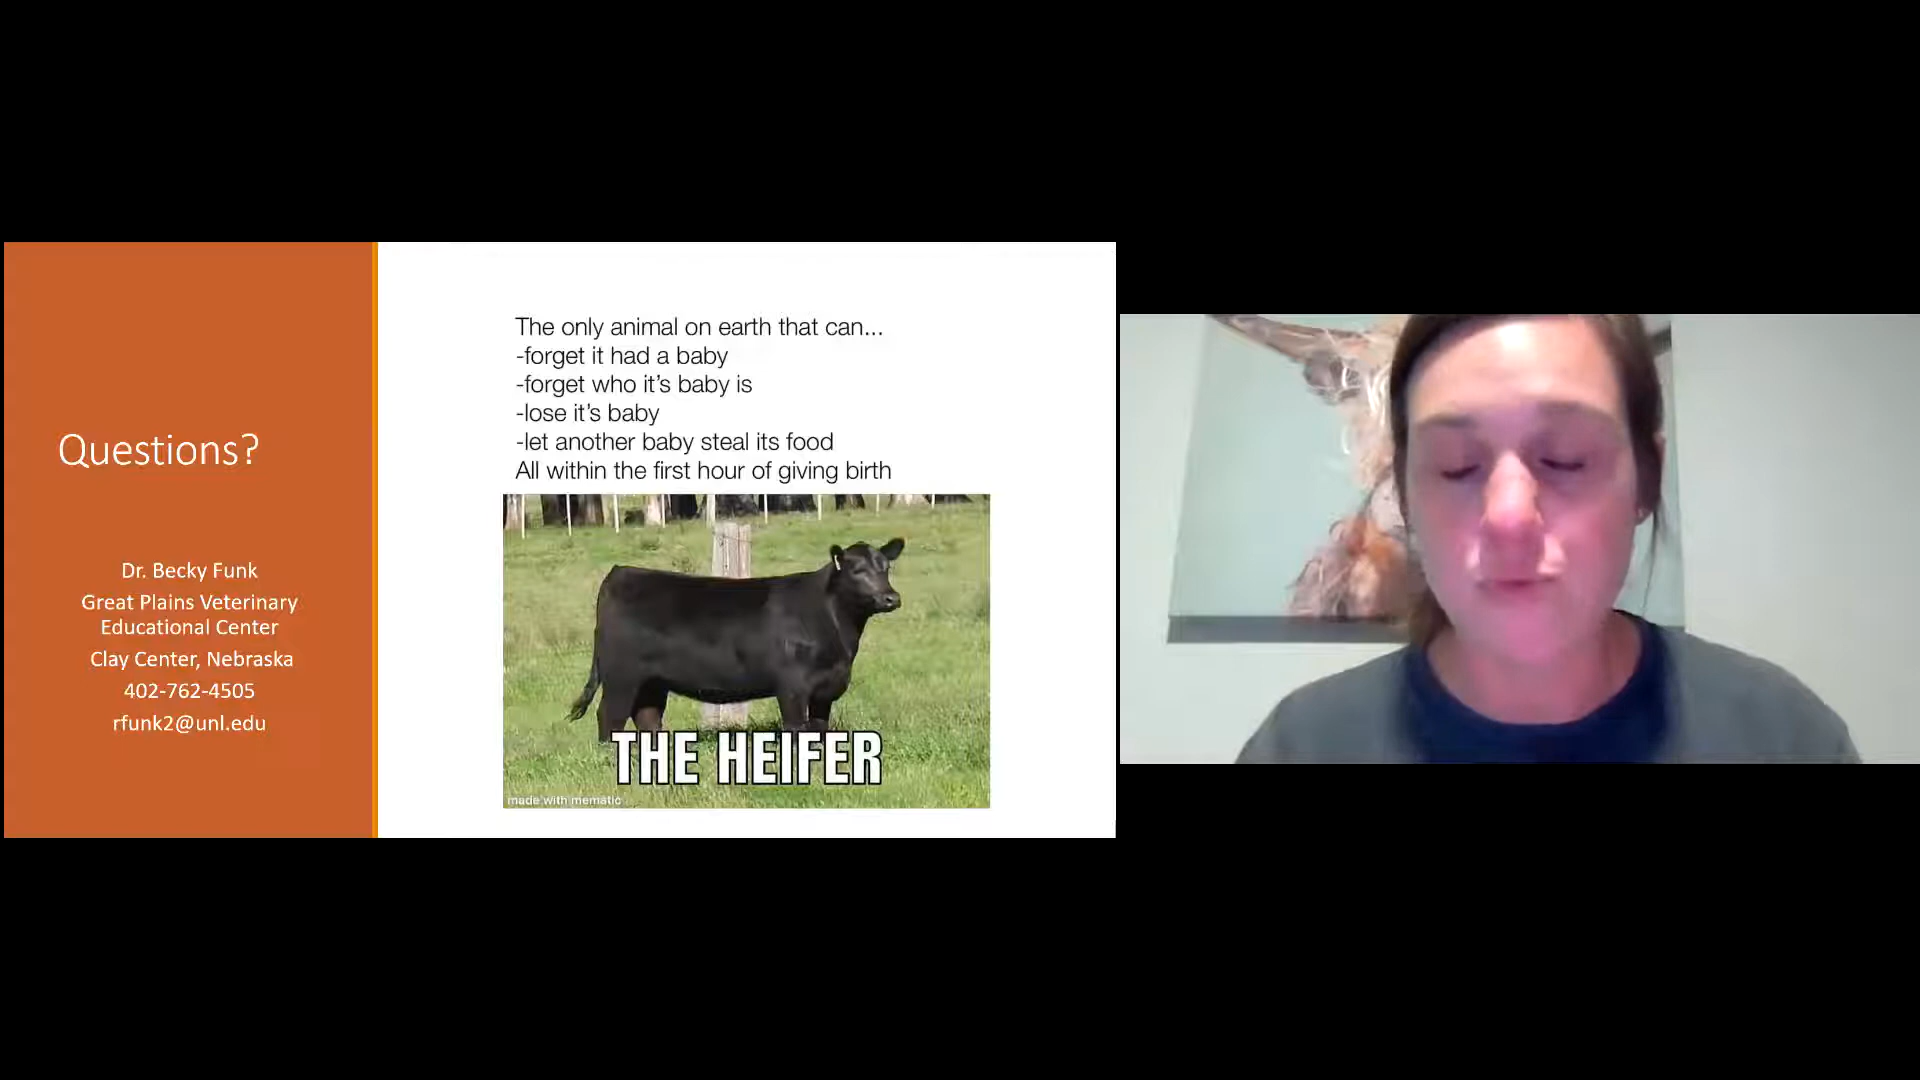 Questions?
Dr. Becky Funk
Great Plains Veterinary
Educational Center
Clay Center, Nebraska
402-762-4505
rfunk2@unl.edu
The only animal on earth that can...
-forget it had a baby
-forget who it’s baby is
-lose it’s baby
-let another baby steal its food
All within the first hour of giving birth
THE HEIFER
made with mematic